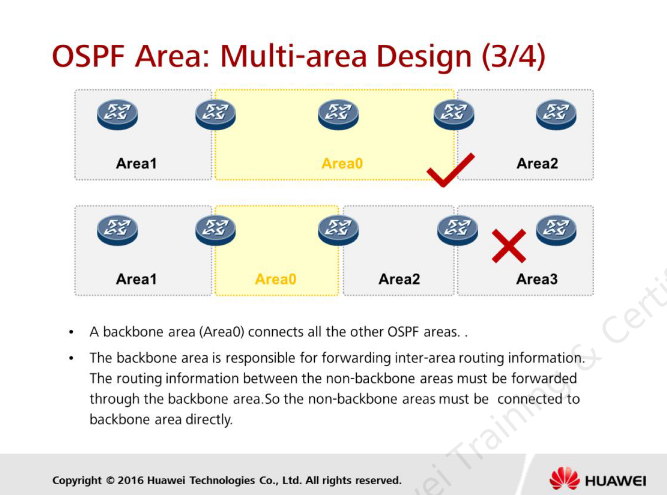 OSPF Area: Multi-area Design (3/4)
Area1
Area0
Area2
Area1
Area0
Area2
Area3
• A backbone area (Area0) connects all the other OSPF areas. .
• The backbone area is responsible for forwarding inter-area routing information.
The routing information between the non-backbone areas must be forwarded
through the backbone area.So the non-backbone areas must be connected to
backbone area directly.
Training & Certi
Copyright © 2016 Huawei Technologies Co., Ltd. All rights reserved.
HUAWEI